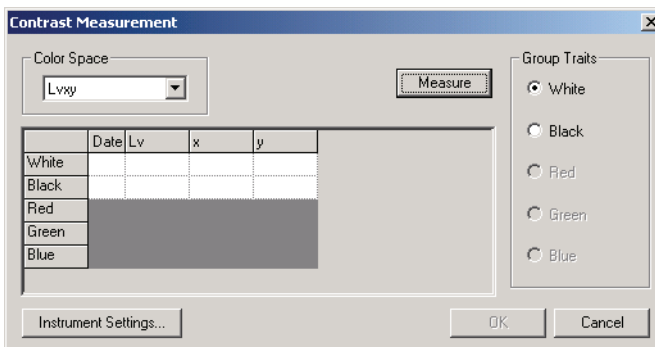 Contrast Measurement
Color Space
Lvxy
Measure
Group Traits
White
Black
Red
Green
Blue
Date Lv x y
White
Black
Red
Green
Blue
Instrument Settings...
OK Cancel